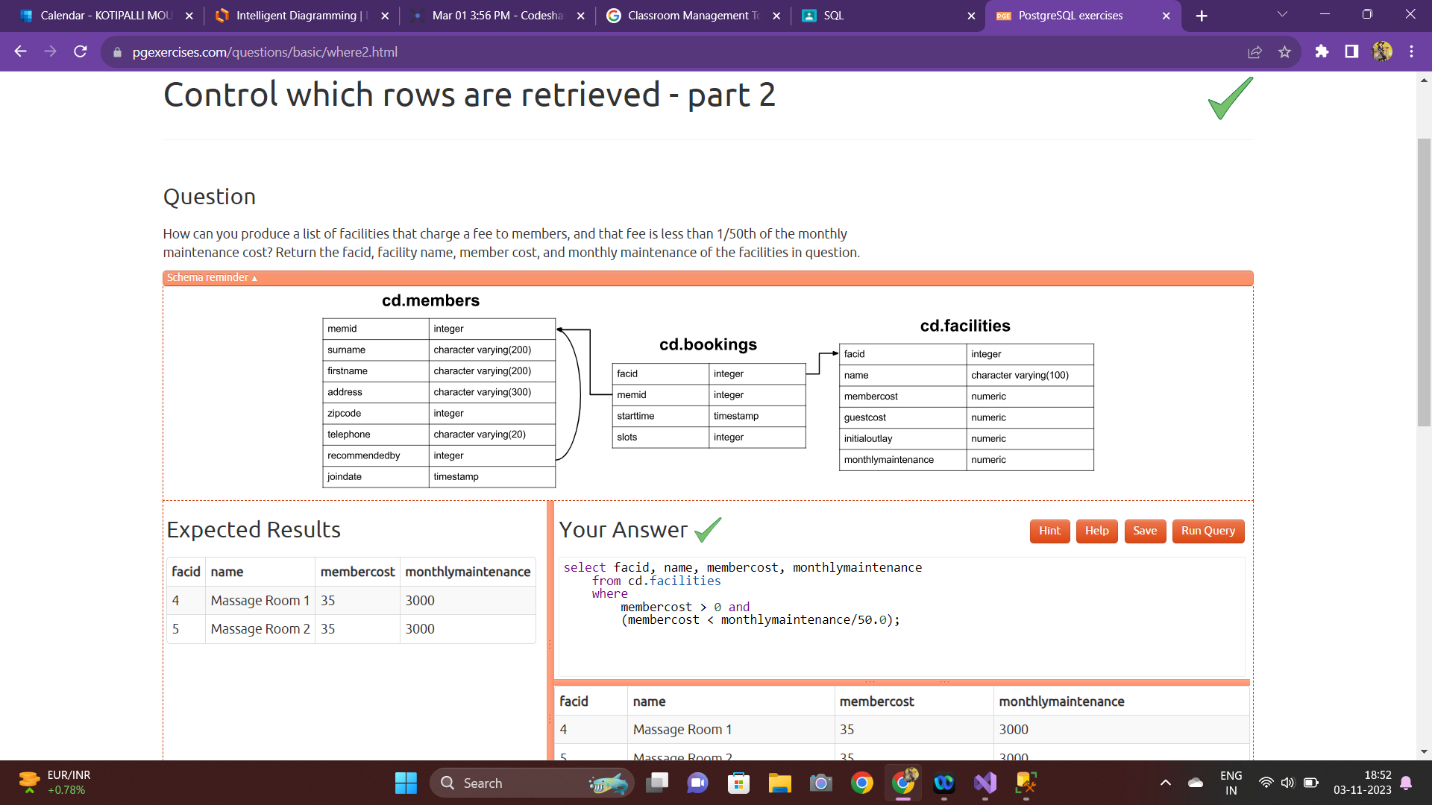 Calendar - KOTIPALLI MOU
Intelligent Diagramming |
Mar 01 3:56 PM - Codesha
Classroom Management To
SQL
PGE PostgreSQL exercises
pgexercises.com/questions/basic/where2.html
Control which rows are retrieved - part 2
Question
How can you produce a list of facilities that charge a fee to members, and that fee is less than 1/50th of the monthly
maintenance cost? Return the facid, facility name, member cost, and monthly maintenance of the facilities in question.
Schema reminder ▲
cd.members
memid integer
surname character varying(200)
firstname character varying(200)
address character varying(300)
zipcode integer
telephone character varying(20)
recommendedby integer
joindate timestamp
cd.bookings
facid integer
memid integer
starttime timestamp
slots integer
cd.facilities
facid integer
name character varying(100)
membercost numeric
guestcost numeric
initialoutlay numeric
monthlymaintenance numeric
Expected Results
facid name membercost monthlymaintenance
4 Massage Room 1 35 3000
5 Massage Room 2 35 3000
Your Answer
Hint Help Save Run Query
select facid, name, membercost, monthlymaintenance
from cd.facilities
where
membercost > 0 and
(membercost < monthlymaintenance/50.0);
facid name membercost monthlymaintenance
4 Massage Room 1 35 3000
5 Massage Room 2 35 3000
EUR/INR
+0.78%
Search
ENG
IN
18:52
03-11-2023